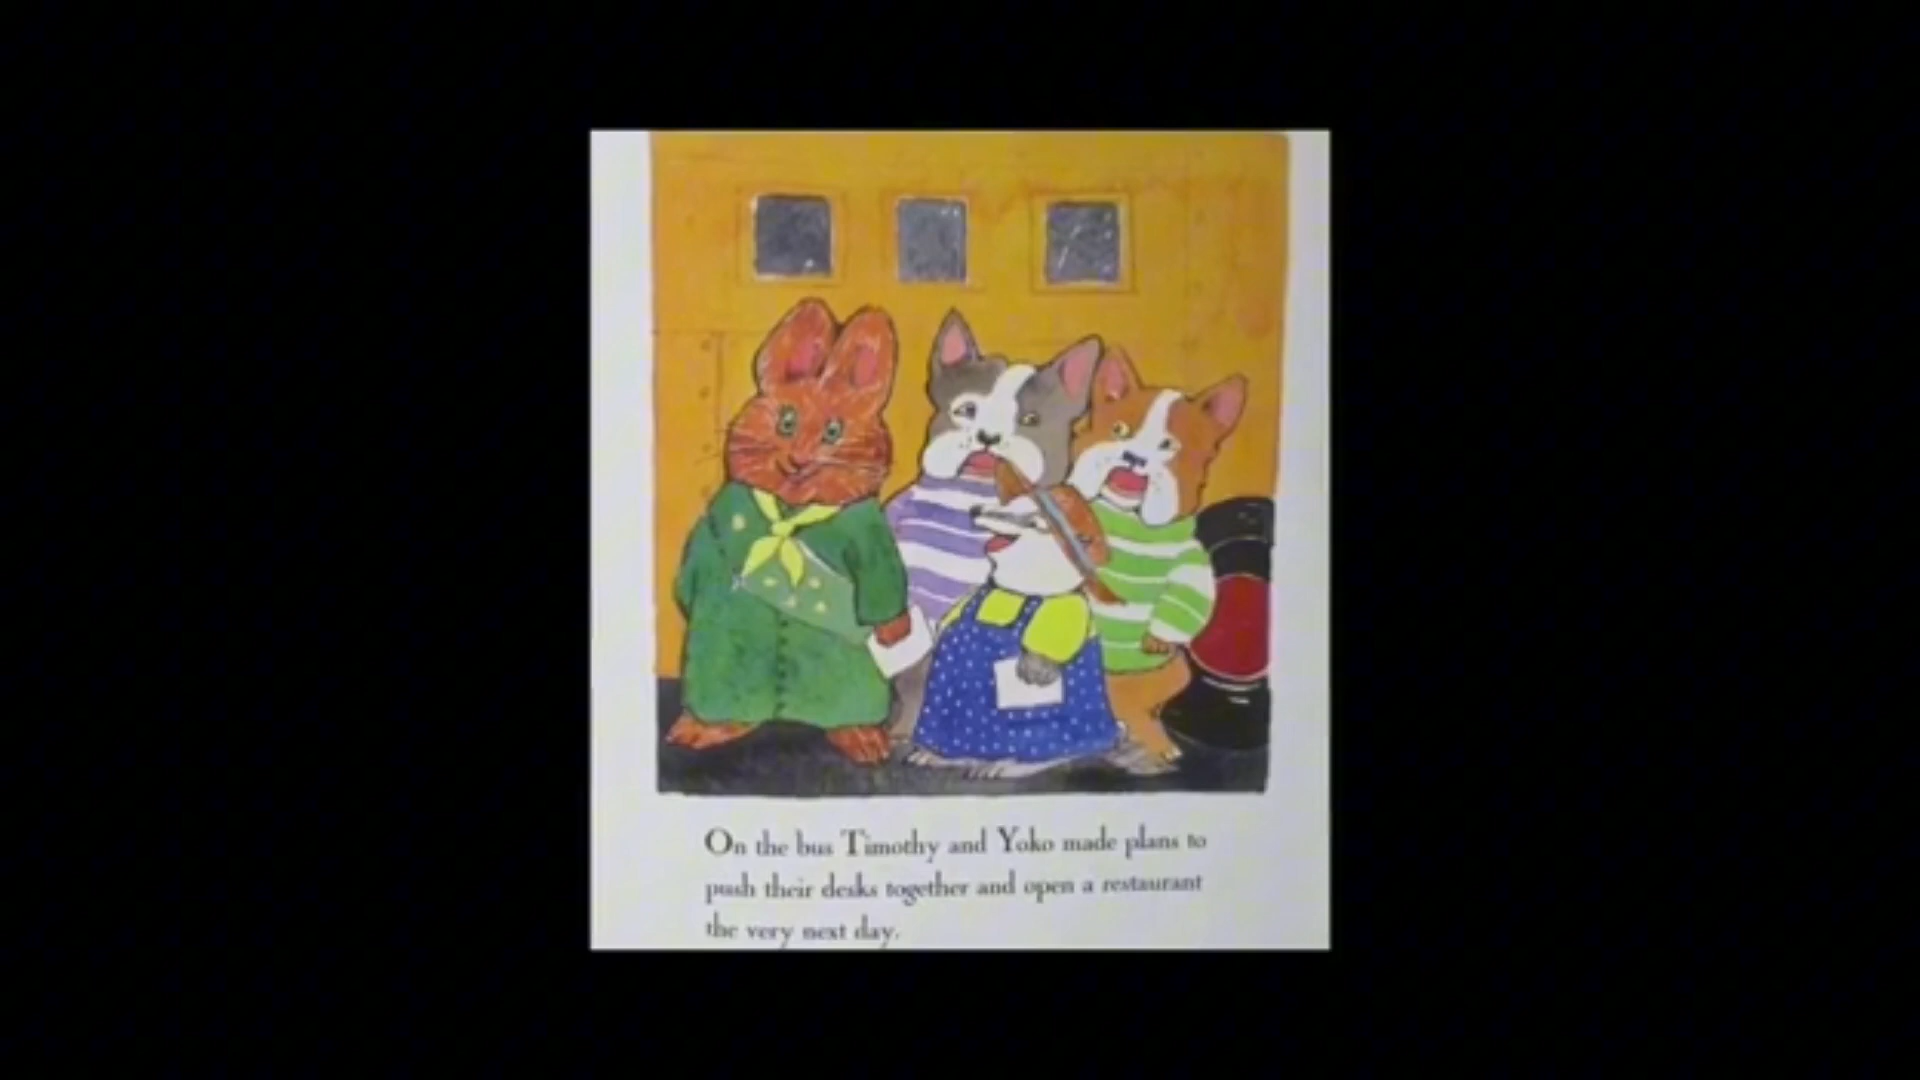 On the bus Timothy and Yoko made plans to
push their desks together and open a restaurant
the very next day.